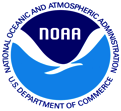 NATIONAL OCEANIC AND ATMOSPHERIC ADMINISTRATION
NOAA
U.S. DEPARTMENT OF COMMERCE